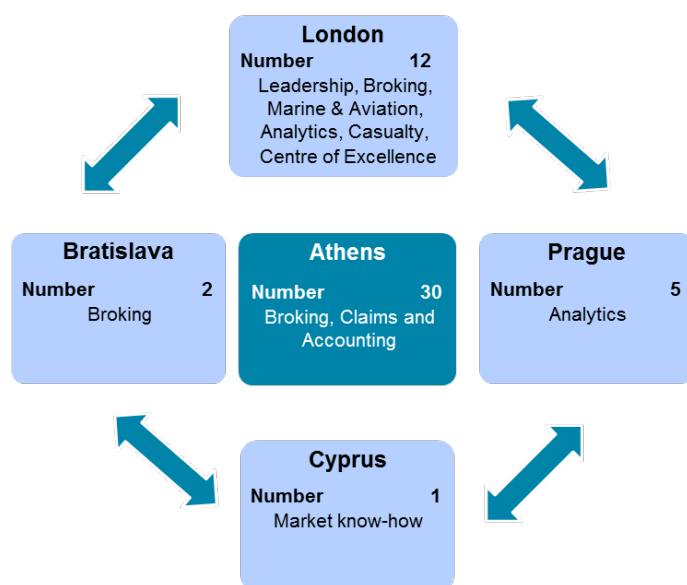 London
Number 12
Leadership, Broking,
Marine & Aviation,
Analytics, Casualty,
Centre of Excellence
Bratislava
Number 2
Broking
Athens
Number 30
Broking, Claims and
Accounting
Prague
Number 5
Analytics
Cyprus
Number 1
Market know-how